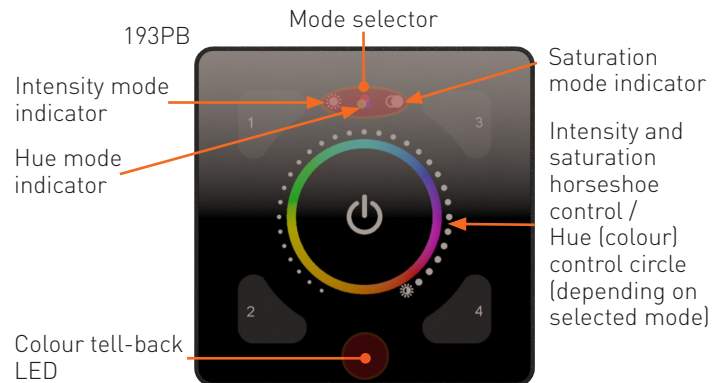 193PB
Mode selector
Intensity mode
indicator
Saturation
mode indicator
Hue mode
indicator
Intensity and
saturation
horseshoe
control /
Hue (colour)
control circle
(depending on
selected mode)
1
3
2
4
Colour tell-back
LED